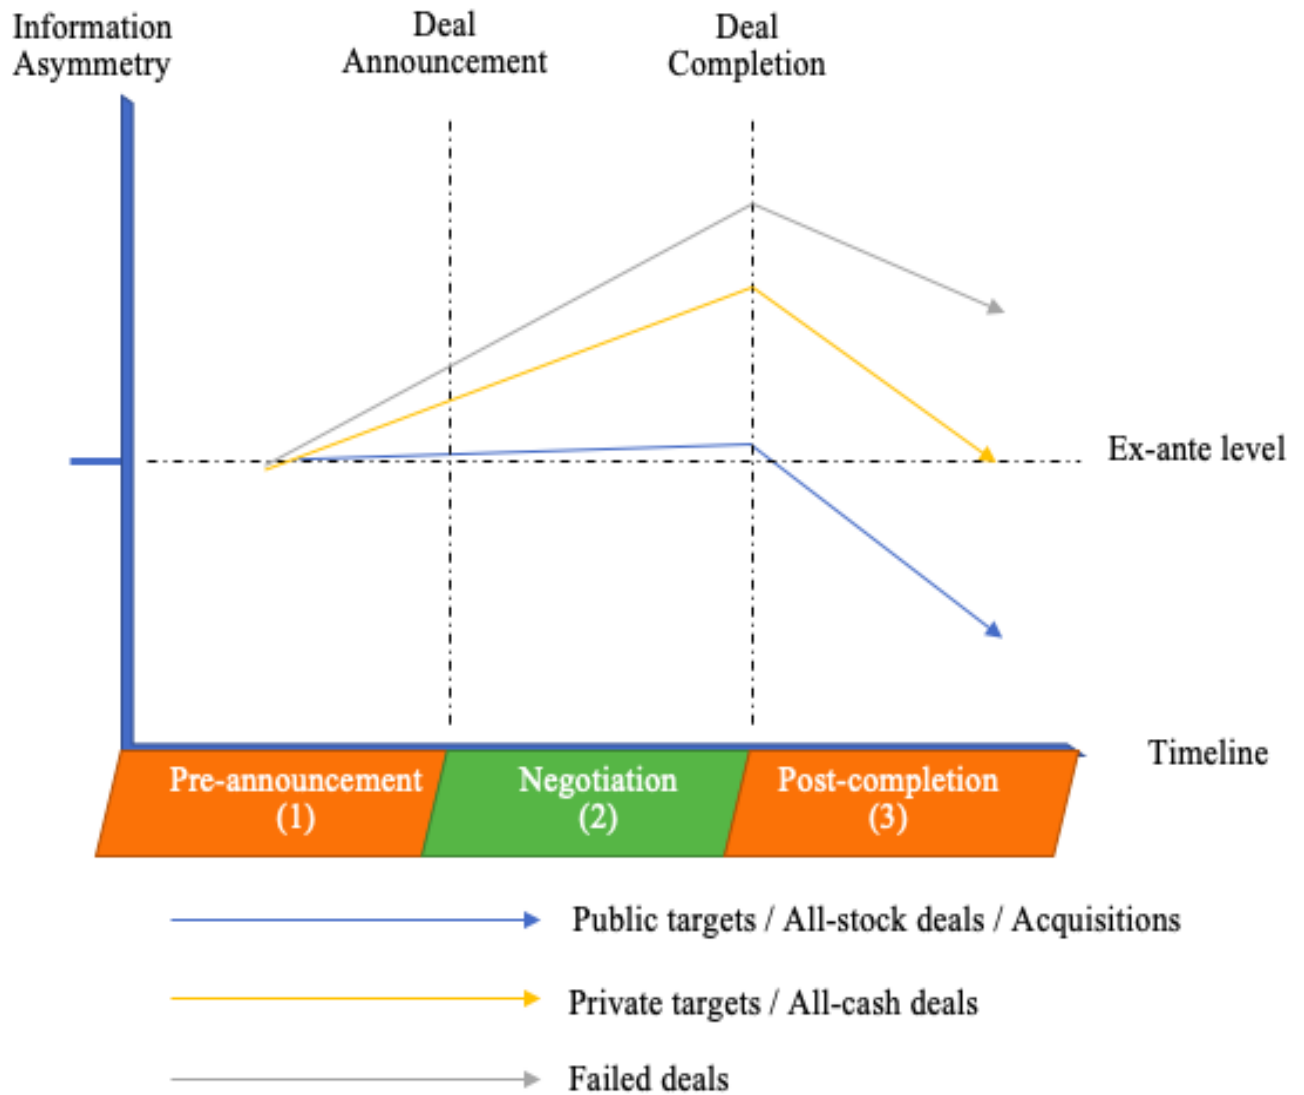 Information
Asymmetry
Deal
Announcement
Deal
Completion
Ex-ante level
Timeline
Pre-announcement
(1)
Negotiation
(2)
Post-completion
(3)
Public targets / All-stock deals / Acquisitions
Private targets / All-cash deals
Failed deals